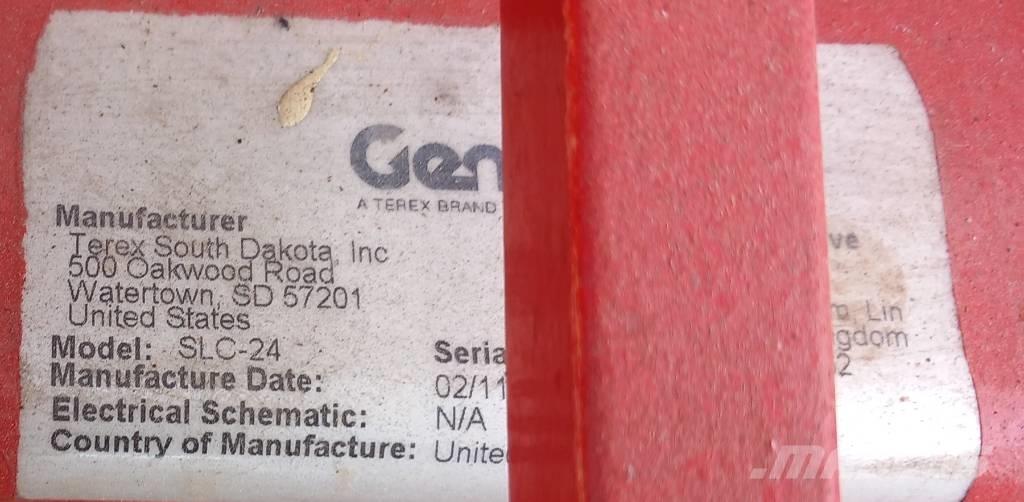 Gen
A TEREX BRAND
Manufacturer
Terex South Dakota, Inc
500 Oakwood Road
Watertown, SD 57201
United States
Model: SLC-24
Seria
Manufacture Date: 02/11
Electrical Schematic: N/A
Country of Manufacture: Unite
ve
Lin
gdom
2